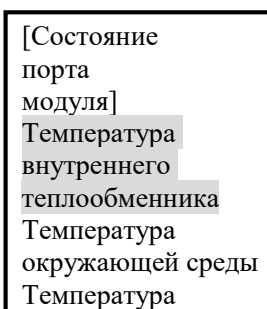 [Состояние
порта
модуля]
Температура
внутреннего
теплообменника
Температура
окружающей среды
Температура